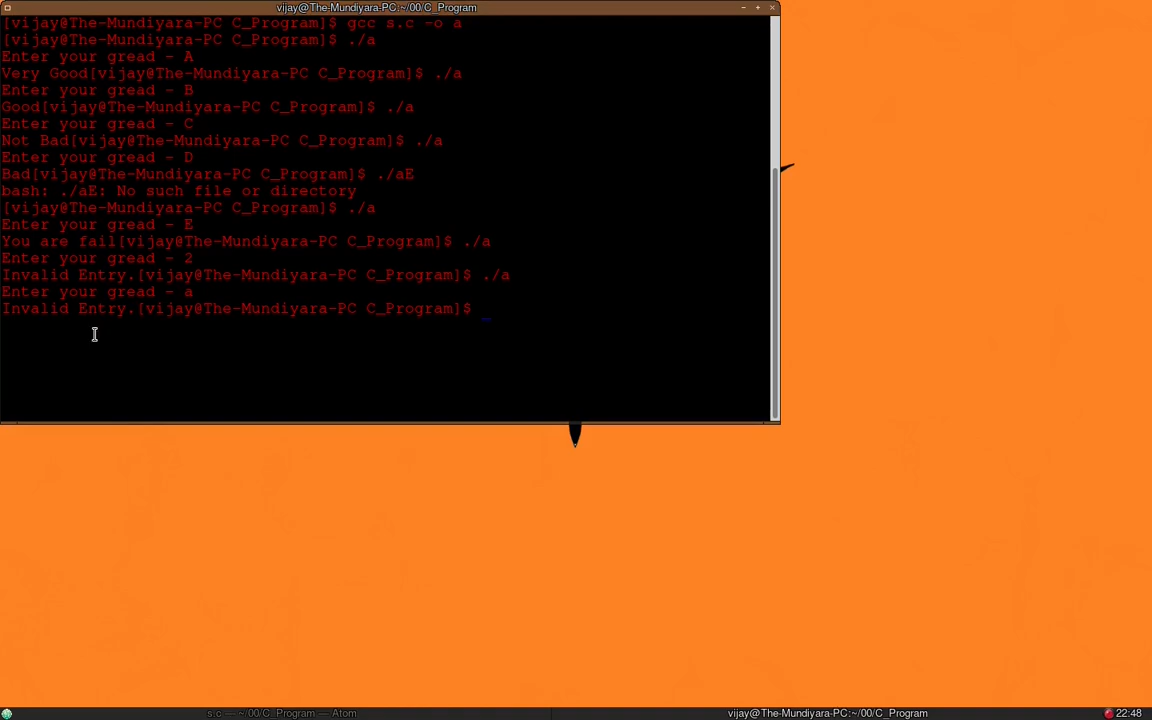 vijay@The-Mundiyara-PC:~/00/C_Program
[vijay@The-Mundiyara-PC C_Program]$ gcc s.c -o a
[vijay@The-Mundiyara-PC C_Program]$ ./a
Enter your gread - A
Very Good[vijay@The-Mundiyara-PC C_Program]$ ./a
Enter your gread - B
Good[vijay@The-Mundiyara-PC C_Program]$ ./a
Enter your gread - C
Not Bad[vijay@The-Mundiyara-PC C_Program]$ ./a
Enter your gread - D
Bad[vijay@The-Mundiyara-PC C_Program]$ ./aE
bash: ./aE: No such file or directory
[vijay@The-Mundiyara-PC C_Program]$ ./a
Enter your gread - E
You are fail[vijay@The-Mundiyara-PC C_Program]$ ./a
Enter your gread - 2
Invalid Entry.[vijay@The-Mundiyara-PC C_Program]$ ./a
Enter your gread - a
Invalid Entry.[vijay@The-Mundiyara-PC C_Program]$ _
s.c — ~/00/C_Program — Atom
vijay@The-Mundiyara-PC:~/00/C_Program
22:48